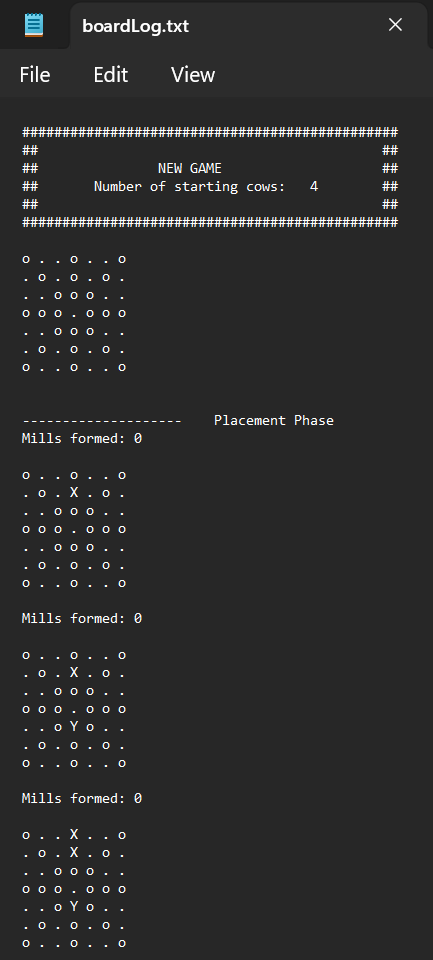 boardLog.txt
File Edit View
###############################################
##                                           ##
##               NEW GAME                    ##
##       Number of starting cows:   4        ##
##                                           ##
###############################################
o . . o . . o
. o . o . o .
. . o o o . .
o o o . o o o
. . o o o . .
. o . o . o .
o . . o . . o
--------------------    Placement Phase
Mills formed: 0
o . . o . . o
. o . X . o .
. . o o o . .
o o o . o o o
. . o o o . .
. o . o . o .
o . . o . . o
Mills formed: 0
o . . o . . o
. o . X . o .
. . o o o . .
o o o . o o o
. . o Y o . .
. o . o . o .
o . . o . . o
Mills formed: 0
o . . X . . o
. o . X . o .
. . o o o . .
o o o . o o o
. . o Y o . .
. o . o . o .
o . . o . . o